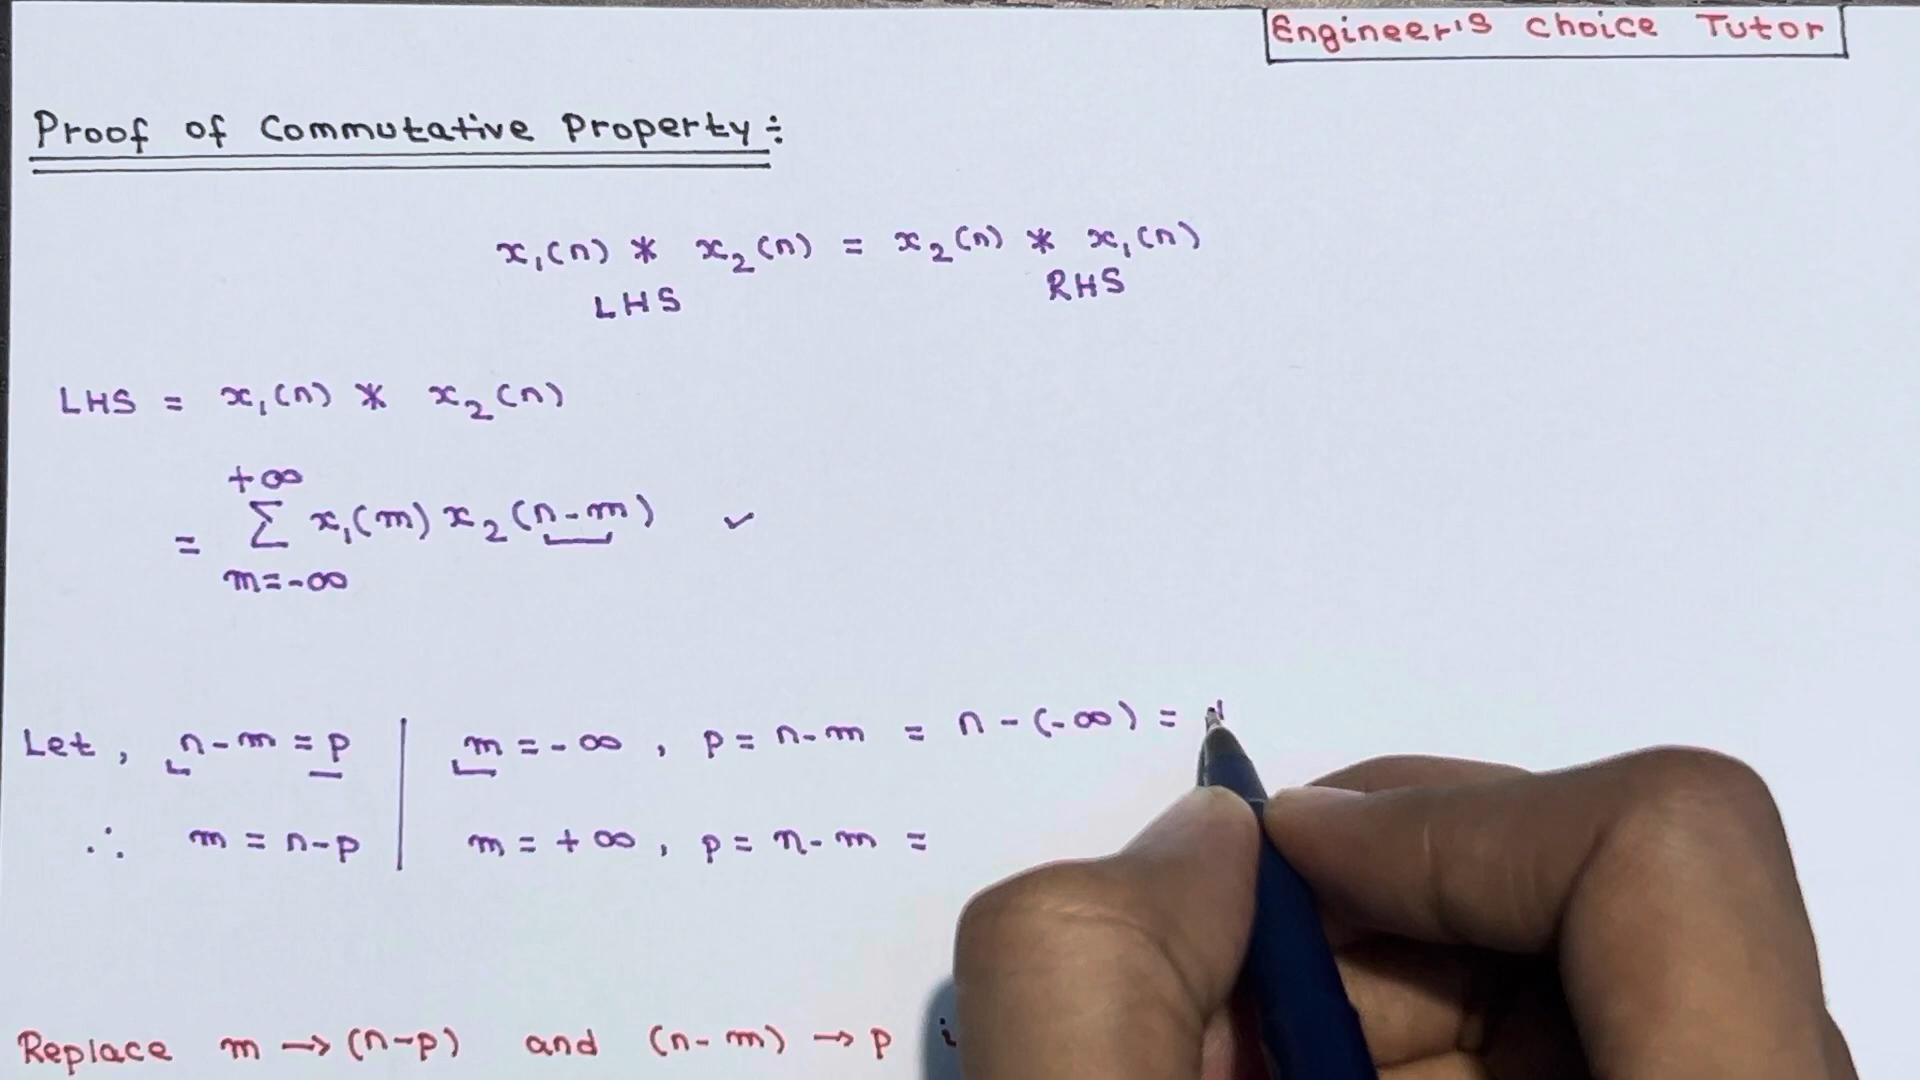 Engineer's Choice Tutor
Proof of Commutative Property:
x₁(n) * x₂(n) = x₂(n) * x₁(n)
LHS RHS
LHS = x₁(n) * x₂(n)
+∞
= Σ x₁(m) x₂(n-m) ✓
m=-∞
Let, n-m = p | m = -∞, p = n-m = n-(-∞) =
∴ m = n-p | m = +∞, p = n-m =
Replace m → (n-p) and (n-m) → p